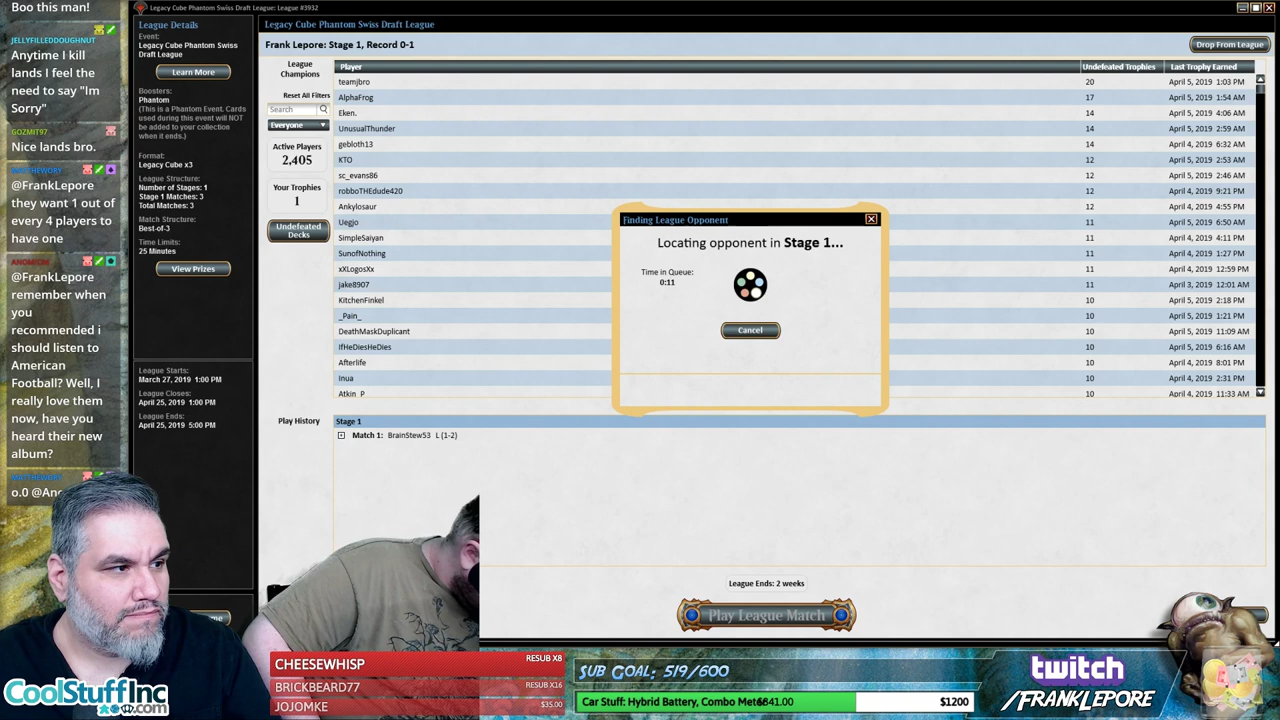 Boo this man!
JELLYFILLEDDOUGHNUT
Anytime I kill
lands I feel the
need to say "Im
Sorry"
GOZMIT97
Nice lands bro.
@FrankLepore
they want 1 out of
every 4 players to
have one
@FrankLepore
remember when
you
recommended i
should listen to
American
Football? Well, I
really love them
now, have you
heard their new
album?
o.0
Legacy Cube Phantom Swiss Draft League: League #3932
League Details
Event:
Legacy Cube Phantom Swiss
Draft League
Learn More
Boosters:
Phantom
(This is a Phantom Event. Cards
used during this event will NOT
be added to your collection
when it ends.)
Format:
Legacy Cube x3
League Structure:
Number of Stages: 1
Stage 1 Matches: 3
Total Matches: 3
Match Structure:
Best-of-3
Time Limits:
25 Minutes
View Prizes
League Starts:
March 27, 2019 1:00 PM
League Closes:
April 25, 2019 1:00 PM
League Ends:
April 25, 2019 5:00 PM
Legacy Cube Phantom Swiss Draft League
Frank Lepore: Stage 1, Record 0-1
Drop From League
League
Champions
Reset All Filters
Search
Everyone
Active Players
2,405
Your Trophies
1
Undefeated
Decks
Player Undefeated Trophies Last Trophy Earned
teamjbro 20 April 5, 2019 1:03 PM
AlphaFrog 17 April 5, 2019 1:54 AM
Eken. 14 April 5, 2019 4:06 AM
UnusualThunder 14 April 5, 2019 2:59 AM
gebloth13 14 April 4, 2019 6:32 AM
KTO 12 April 5, 2019 2:53 AM
sc_evans86 12 April 5, 2019 2:46 AM
robboTHEdude420 12 April 4, 2019 9:21 PM
Ankylosaur 12 April 4, 2019 4:55 PM
Uegjo 11 April 5, 2019 6:50 AM
SimpleSaiyan 11 April 4, 2019 4:11 PM
SunofNothing 11 April 4, 2019 1:27 PM
xXLogosXx 11 April 4, 2019 12:59 PM
jake8907 11 April 3, 2019 12:01 AM
KitchenFinkel 10 April 5, 2019 2:18 PM
_Pain_ 10 April 5, 2019 1:21 PM
DeathMaskDuplicant 10 April 5, 2019 11:09 AM
IfHeDiesHeDies 10 April 5, 2019 6:16 AM
Afterlife 10 April 4, 2019 8:01 PM
Inua 10 April 4, 2019 2:31 PM
Atkin_P 10 April 4, 2019 11:33 AM
Finding League Opponent
Locating opponent in Stage 1...
Time in Queue:
0:11
Cancel
Play History
Stage 1
Match 1: BrainStew53 L (1-2)
League Ends: 2 weeks
Play League Match
CHEESEWHISP RESUB X8
BRICKBEARD77 RESUB X16
JOJOMKE $35.00
SUB GOAL: 519/600
Car Stuff: Hybrid Battery, Combo Meter $1200
twitch
/FRANKLEPORE
CoolStuffInc
.com